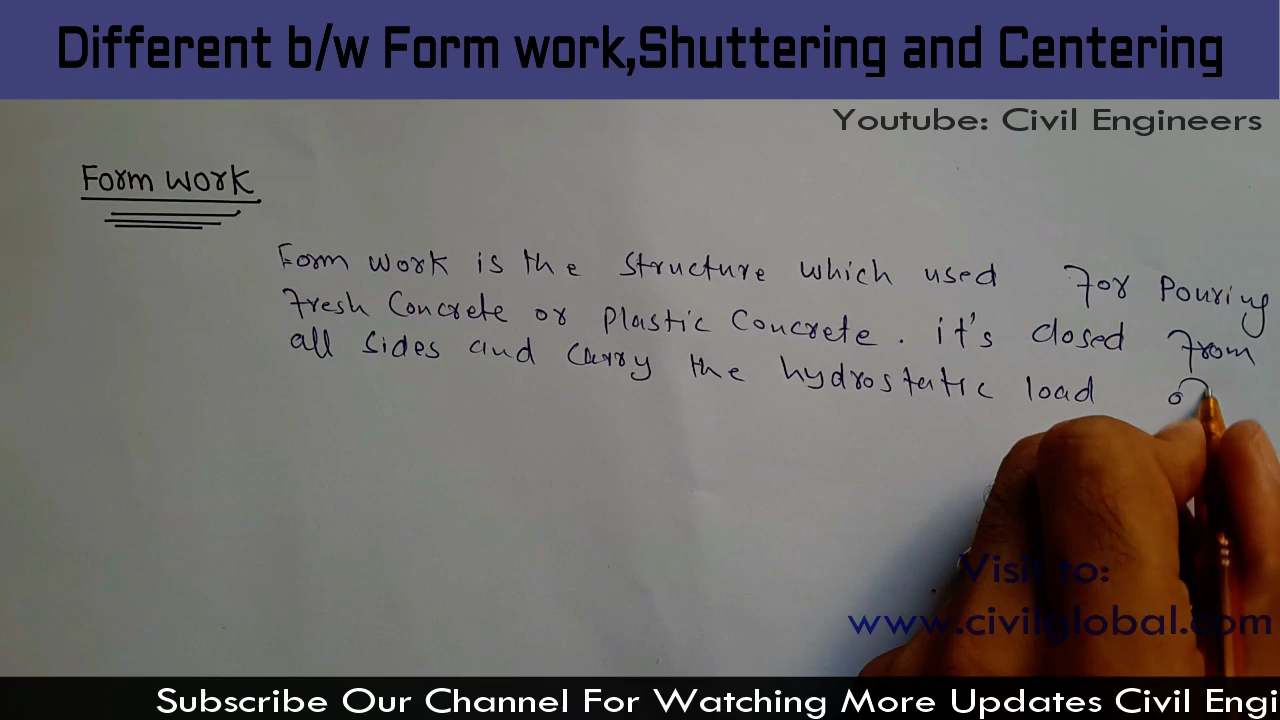 Different b/w Form work,Shuttering and Centering
Youtube: Civil Engineers
Form work
Form work is the structure which used for pouring
fresh concrete or plastic concrete. it's closed from
all sides and carry the hydrostatic load of
Visit to:
www.civilglobal.com
Subscribe Our Channel For Watching More Updates Civil Engi